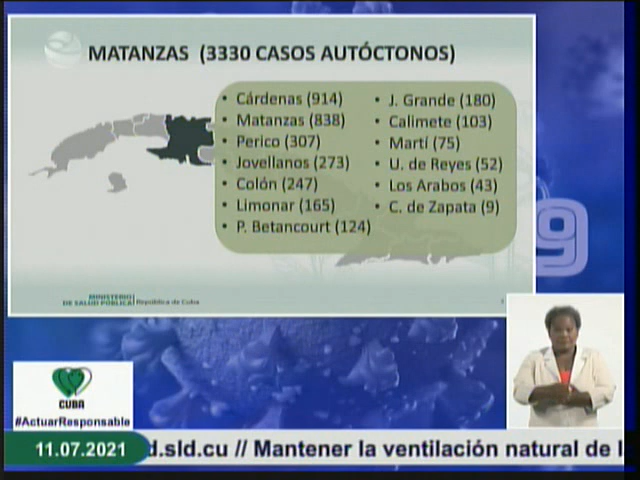 MATANZAS (3330 CASOS AUTÓCTONOS)
• Cárdenas (914)
• Matanzas (838)
• Perico (307)
• Jovellanos (273)
• Colón (247)
• Limonar (165)
• P. Betancourt (124)
• J. Grande (180)
• Calimete (103)
• Martí (75)
• U. de Reyes (52)
• Los Arabos (43)
• C. de Zapata (9)
9
MINISTERIO
DE SALUD PÚBLICA República de Cuba
CUBA
#ActuarResponsable
11.07.2021 d.sld.cu // Mantener la ventilación natural de l